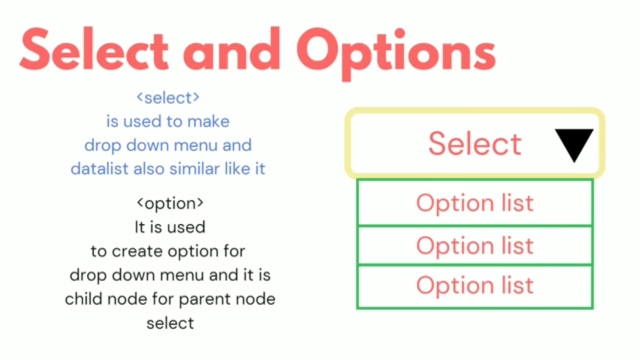 Select and Options
<select>
is used to make
drop down menu and
datalist also similar like it
<option>
It is used
to create option for
drop down menu and it is
child node for parent node
select
Select
Option list
Option list
Option list